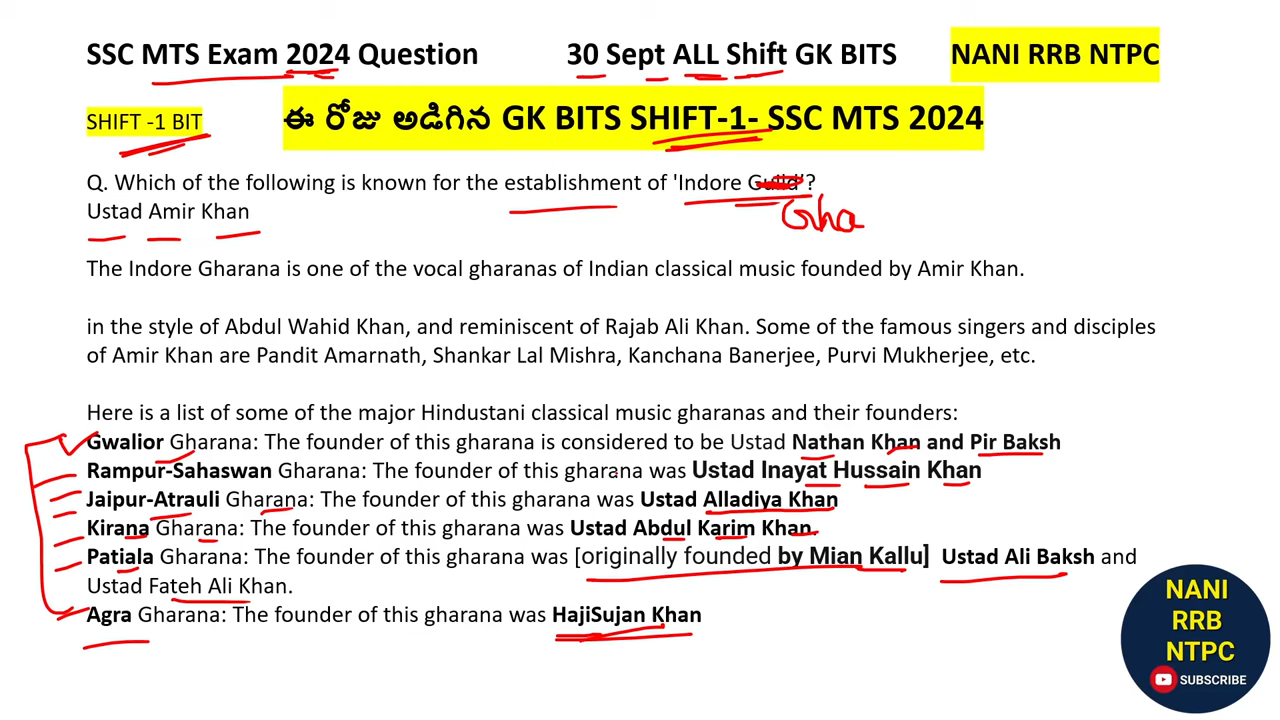 SSC MTS Exam 2024 Question 30 Sept ALL Shift GK BITS NANI RRB NTPC
SHIFT -1 BIT ఈ రోజు అడిగిన GK BITS SHIFT-1- SSC MTS 2024
Q. Which of the following is known for the establishment of 'Indore Guild'?
Ustad Amir Khan
Gha
The Indore Gharana is one of the vocal gharanas of Indian classical music founded by Amir Khan.
in the style of Abdul Wahid Khan, and reminiscent of Rajab Ali Khan. Some of the famous singers and disciples
of Amir Khan are Pandit Amarnath, Shankar Lal Mishra, Kanchana Banerjee, Purvi Mukherjee, etc.
Here is a list of some of the major Hindustani classical music gharanas and their founders:
Gwalior Gharana: The founder of this gharana is considered to be Ustad Nathan Khan and Pir Baksh
Rampur-Sahaswan Gharana: The founder of this gharana was Ustad Inayat Hussain Khan
Jaipur-Atrauli Gharana: The founder of this gharana was Ustad Alladiya Khan
Kirana Gharana: The founder of this gharana was Ustad Abdul Karim Khan.
Patiala Gharana: The founder of this gharana was [originally founded by Mian Kallu] Ustad Ali Baksh and
Ustad Fateh Ali Khan.
Agra Gharana: The founder of this gharana was HajiSujan Khan
NANI
RRB
NTPC
SUBSCRIBE